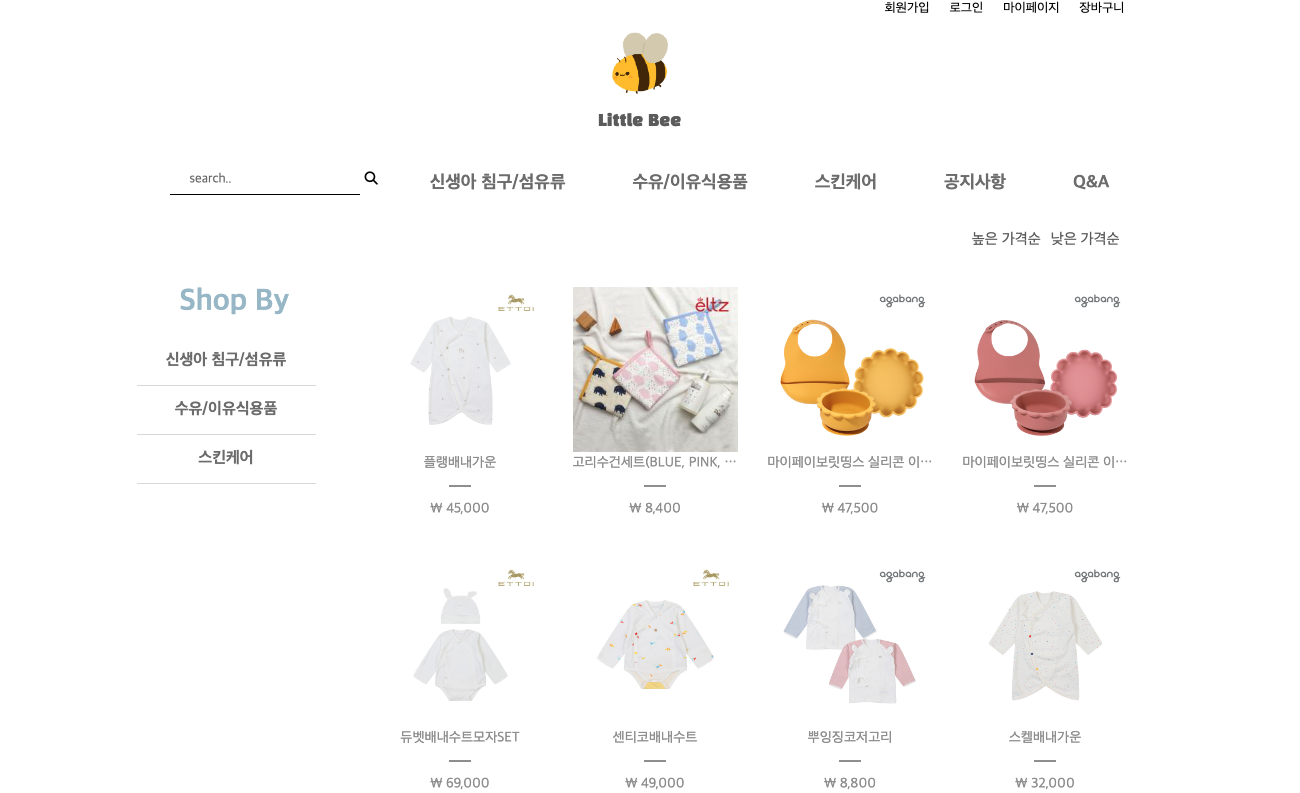 회원가입 로그인 마이페이지 장바구니
Little Bee
search..
신생아 침구/섬유류 수유/이유식용품 스킨케어 공지사항 Q&A
높은 가격순 낮은 가격순
Shop By
신생아 침구/섬유류
수유/이유식용품
스킨케어
ETTOI eltz agabang agabang
플랭배내가운 고리수건세트(BLUE, PINK, ··· 마이페이보릿띵스 실리콘 이··· 마이페이보릿띵스 실리콘 이···
₩ 45,000 ₩ 8,400 ₩ 47,500 ₩ 47,500
ETTOI ETTOI agabang agabang
듀벳배내수트모자SET 센티코배내수트 뿌잉징코저고리 스켈배내가운
₩ 69,000 ₩ 49,000 ₩ 8,800 ₩ 32,000